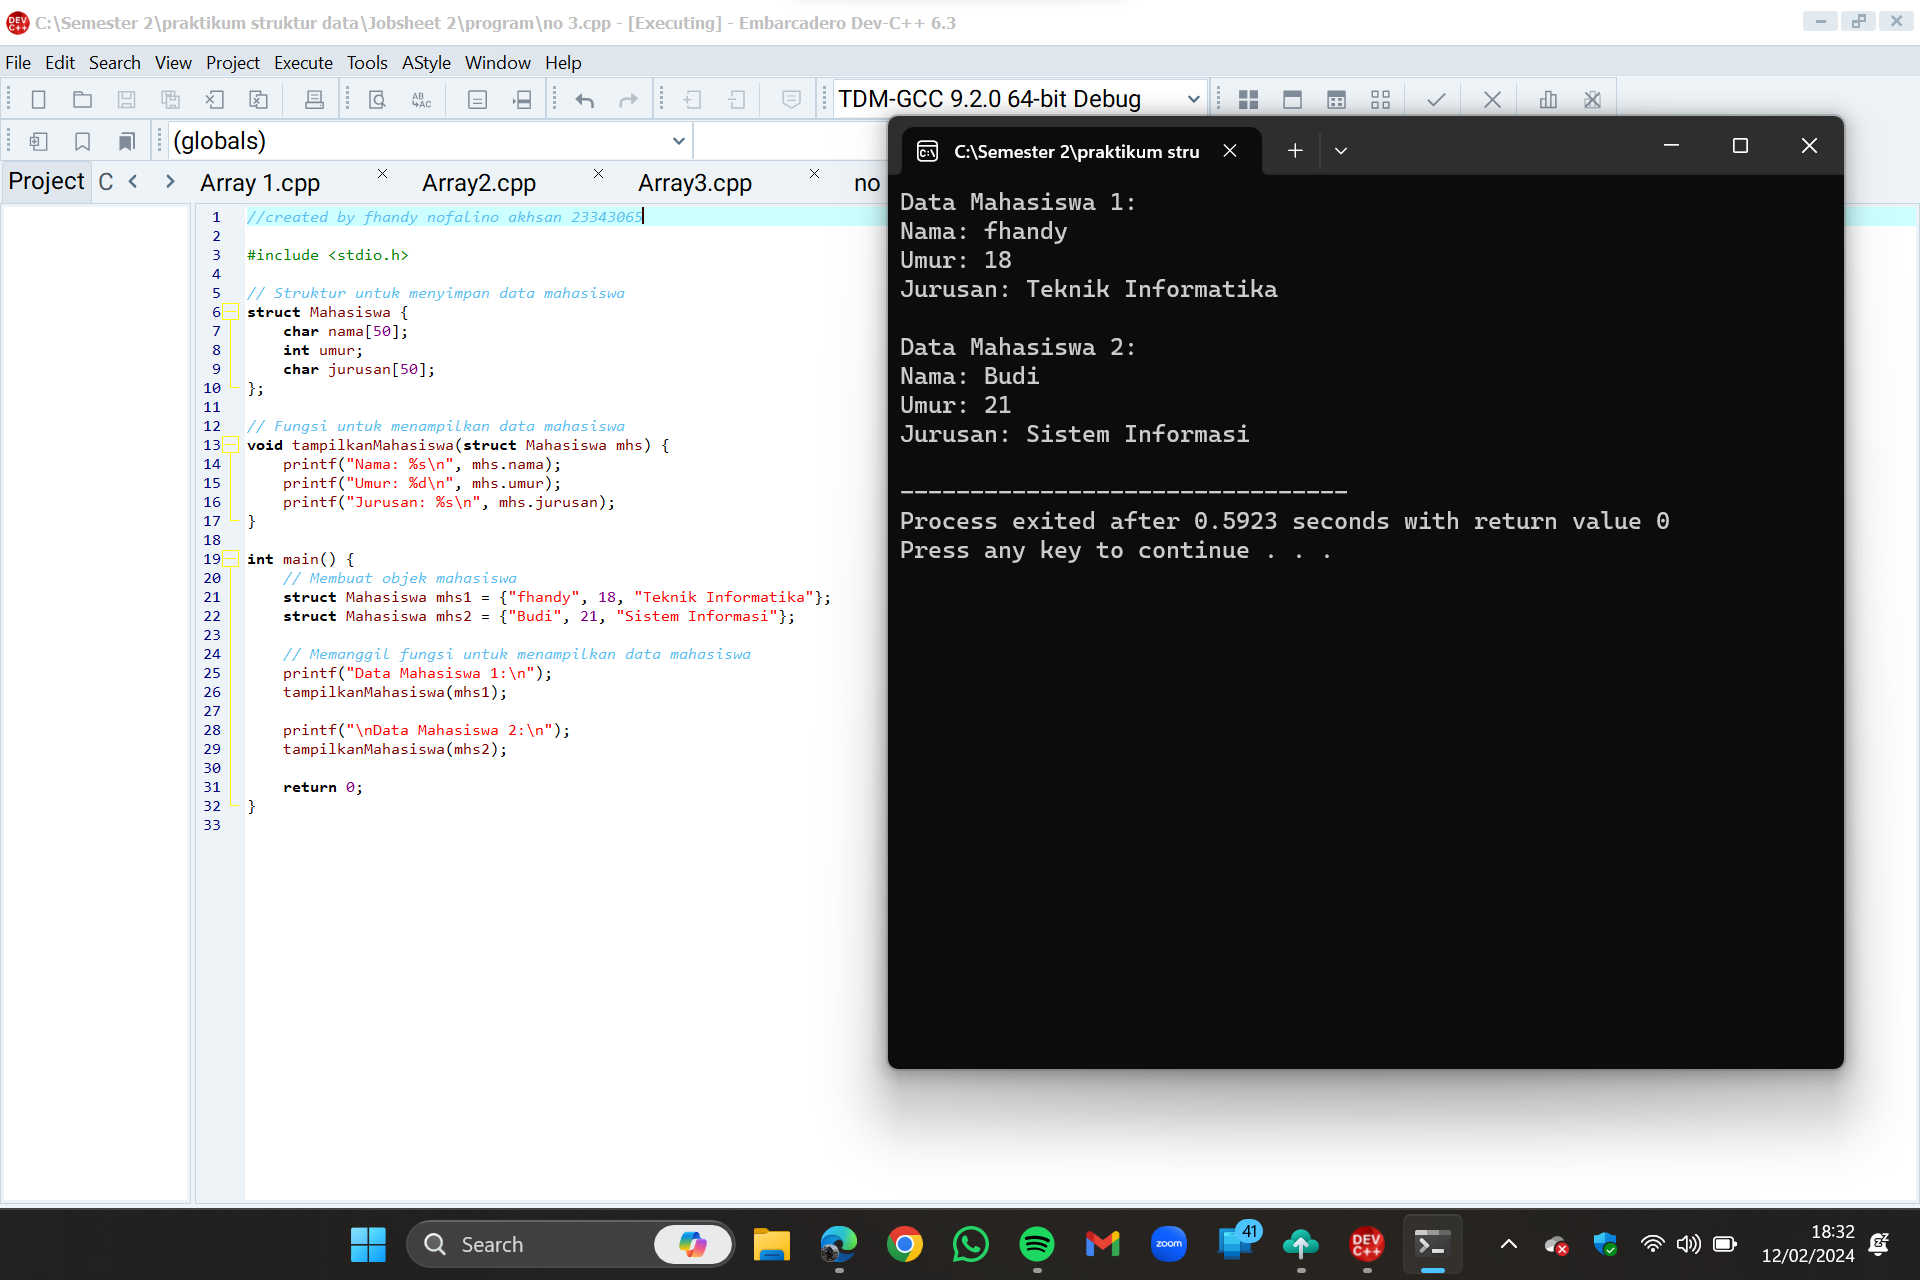 C:\Semester 2\praktikum struktur data\Jobsheet 2\program\no 3.cpp - [Executing] - Embarcadero Dev-C++ 6.3
File Edit Search View Project Execute Tools AStyle Window Help
TDM-GCC 9.2.0 64-bit Debug
(globals)
Project C Array 1.cpp Array2.cpp Array3.cpp no
1 //created by fhandy nofalino akhsan 23343065
2
3 #include <stdio.h>
4
5 // Struktur untuk menyimpan data mahasiswa
6 struct Mahasiswa {
7 char nama[50];
8 int umur;
9 char jurusan[50];
10 };
11
12 // Fungsi untuk menampilkan data mahasiswa
13 void tampilkanMahasiswa(struct Mahasiswa mhs) {
14 printf("Nama: %s\n", mhs.nama);
15 printf("Umur: %d\n", mhs.umur);
16 printf("Jurusan: %s\n", mhs.jurusan);
17 }
18
19 int main() {
20 // Membuat objek mahasiswa
21 struct Mahasiswa mhs1 = {"fhandy", 18, "Teknik Informatika"};
22 struct Mahasiswa mhs2 = {"Budi", 21, "Sistem Informasi"};
23
24 // Memanggil fungsi untuk menampilkan data mahasiswa
25 printf("Data Mahasiswa 1:\n");
26 tampilkanMahasiswa(mhs1);
27
28 printf("\nData Mahasiswa 2:\n");
29 tampilkanMahasiswa(mhs2);
30
31 return 0;
32 }
33
C:\Semester 2\praktikum stru
Data Mahasiswa 1:
Nama: fhandy
Umur: 18
Jurusan: Teknik Informatika
Data Mahasiswa 2:
Nama: Budi
Umur: 21
Jurusan: Sistem Informasi
--------------------------------
Process exited after 0.5923 seconds with return value 0
Press any key to continue . . .
Search
zoom
41
DEV C++
18:32
12/02/2024